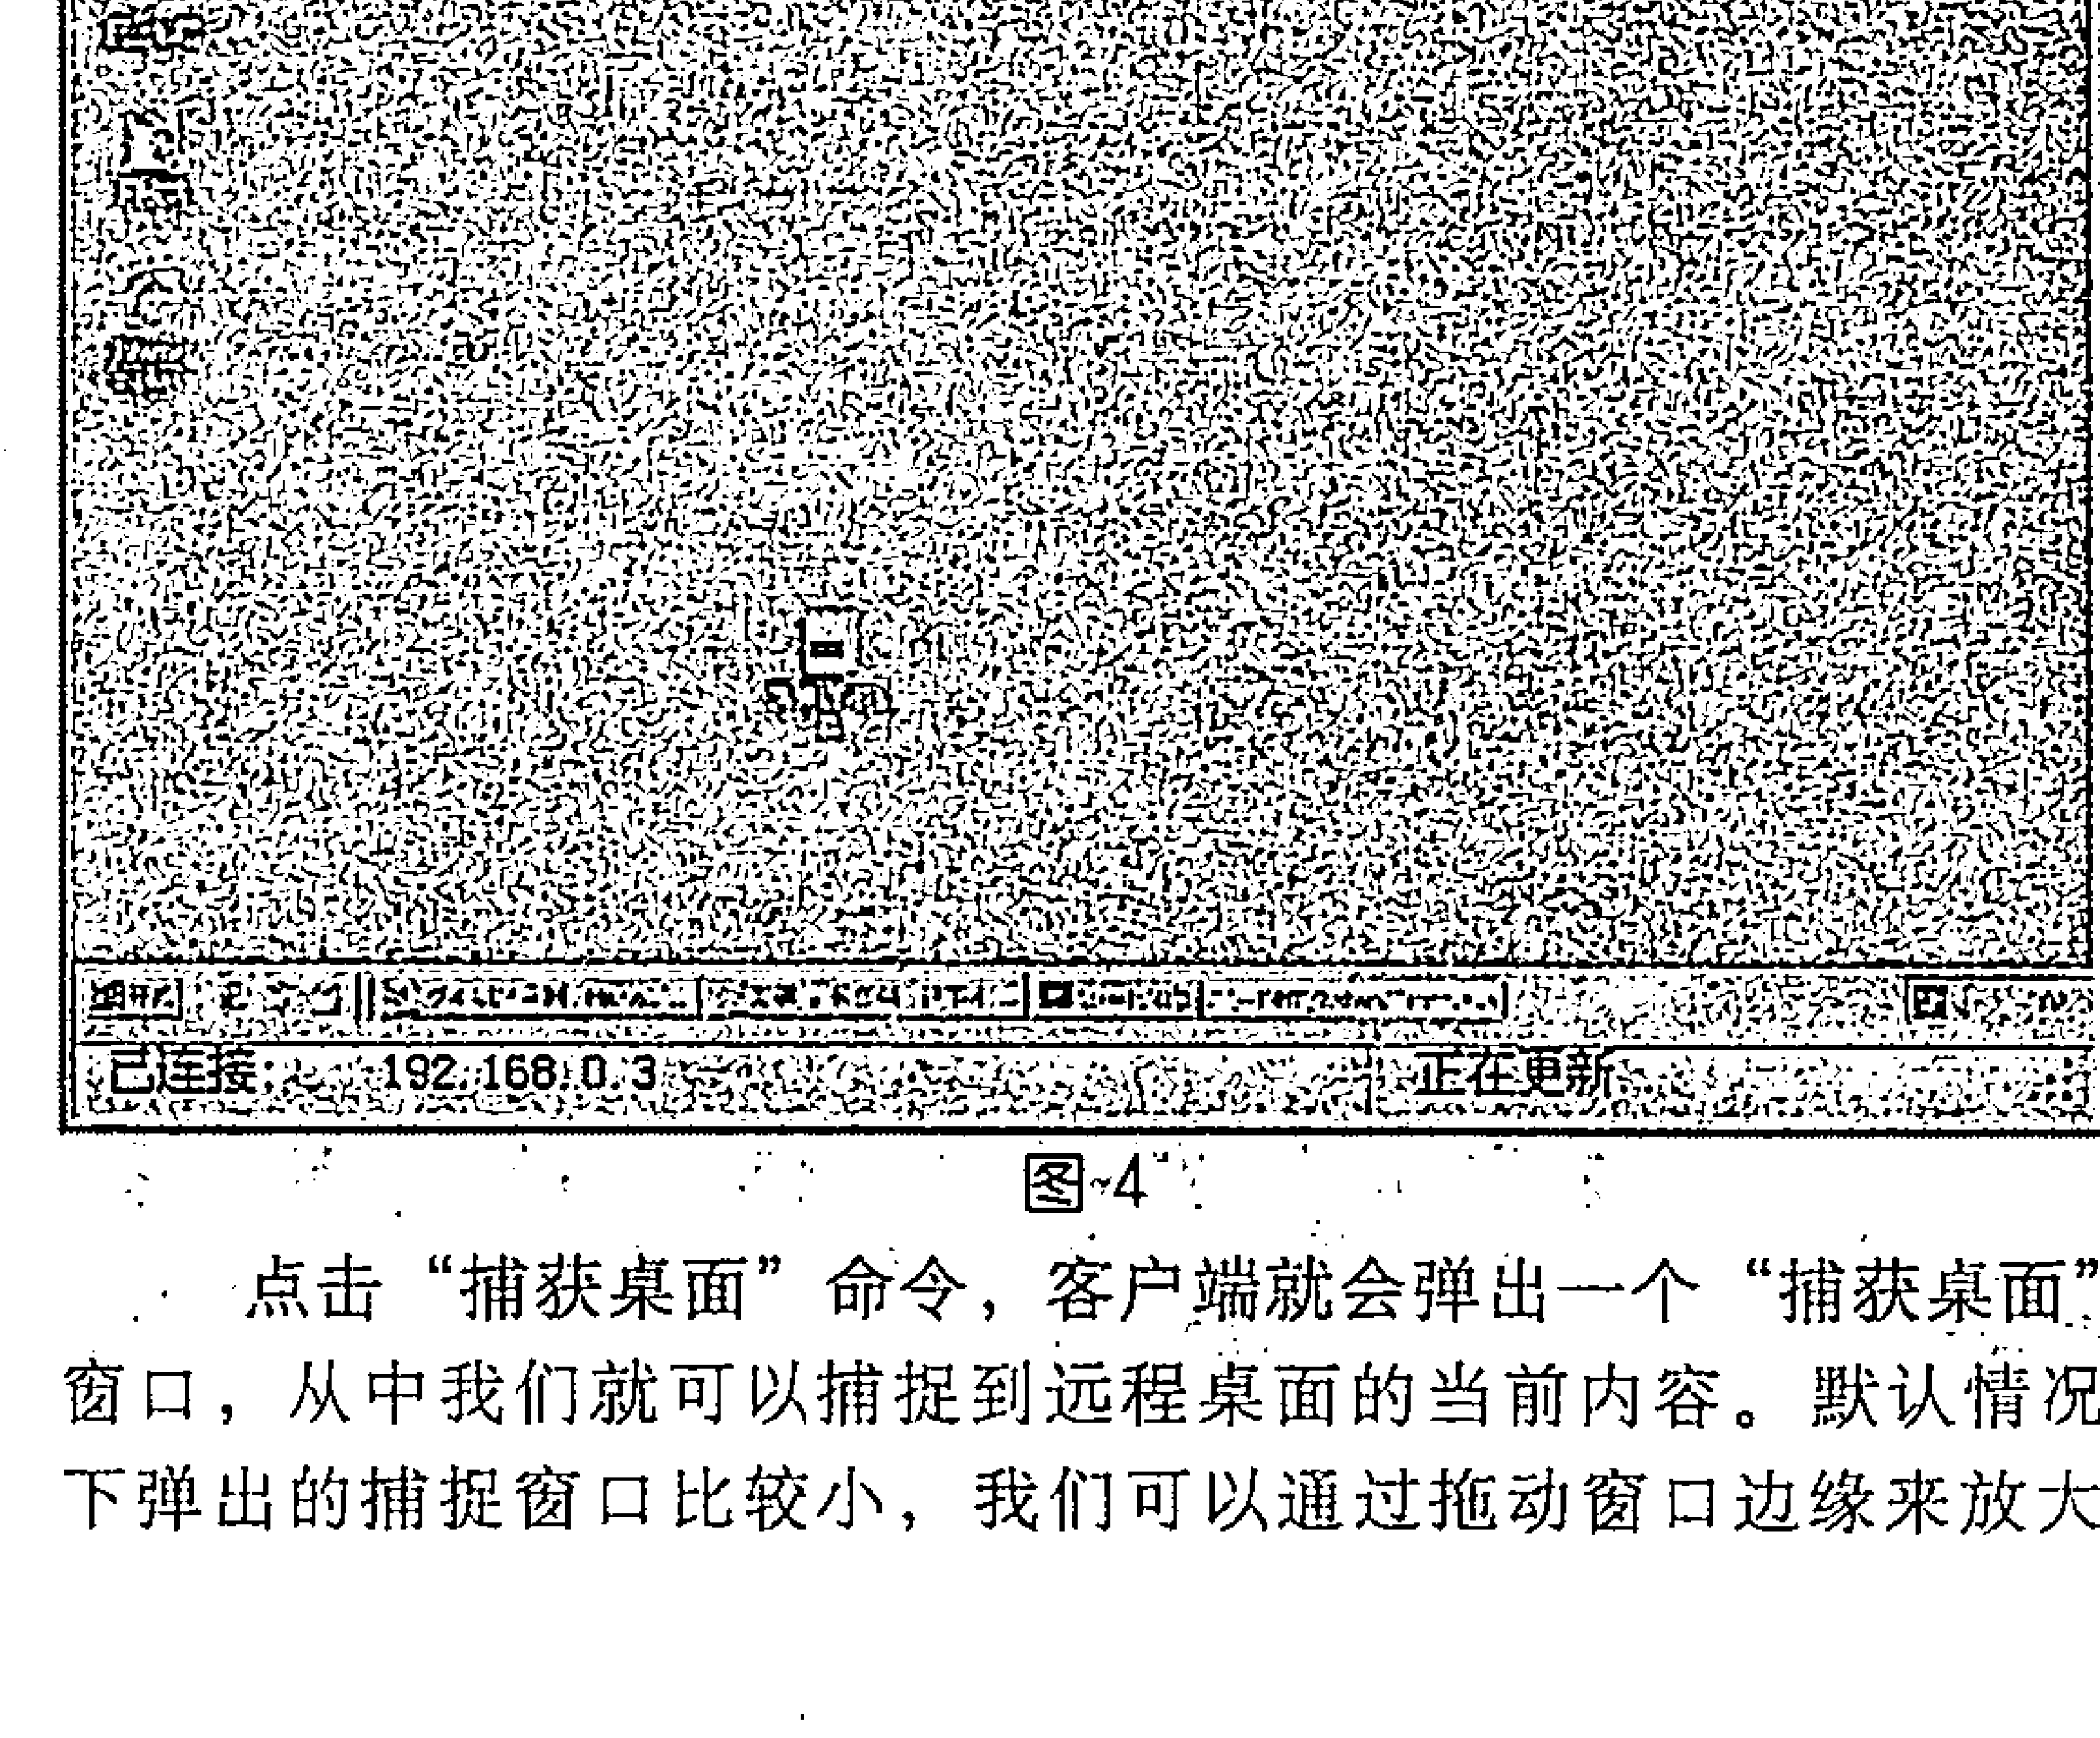 已连接: 192.168.0.3 正在更新
图-4
点击“捕获桌面”命令，客户端就会弹出一个“捕获桌面”
窗口，从中我们就可以捕捉到远程桌面的当前内容。默认情况
下弹出的捕捉窗口比较小，我们可以通过拖动窗口边缘来放大